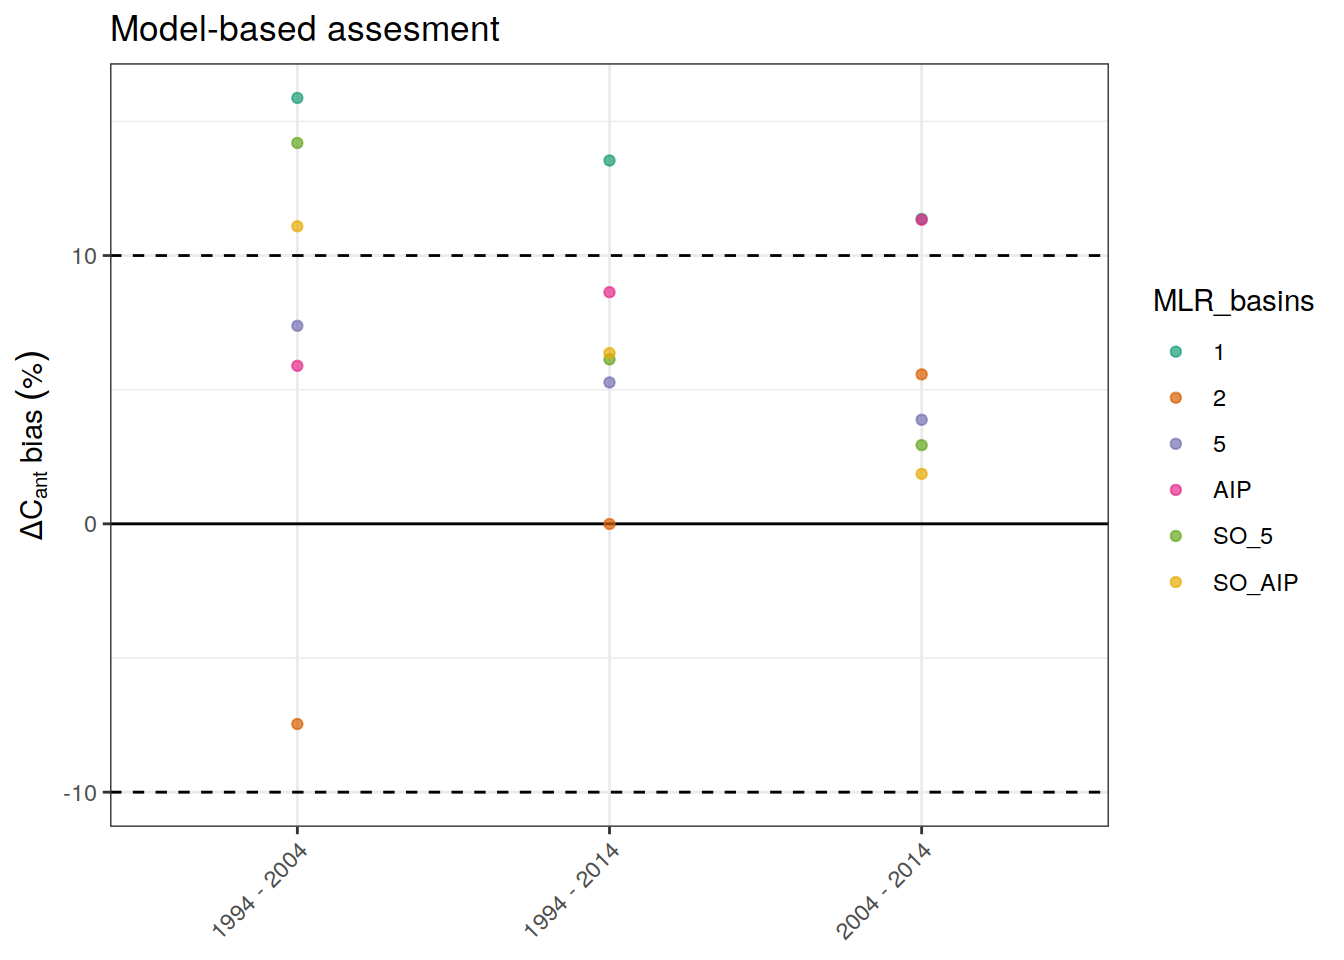 Model-based assesment
10
0
-10
ΔCant bias (%)
1994 - 2004
1994 - 2014
2004 - 2014
MLR_basins
1
2
5
AIP
SO_5
SO_AIP